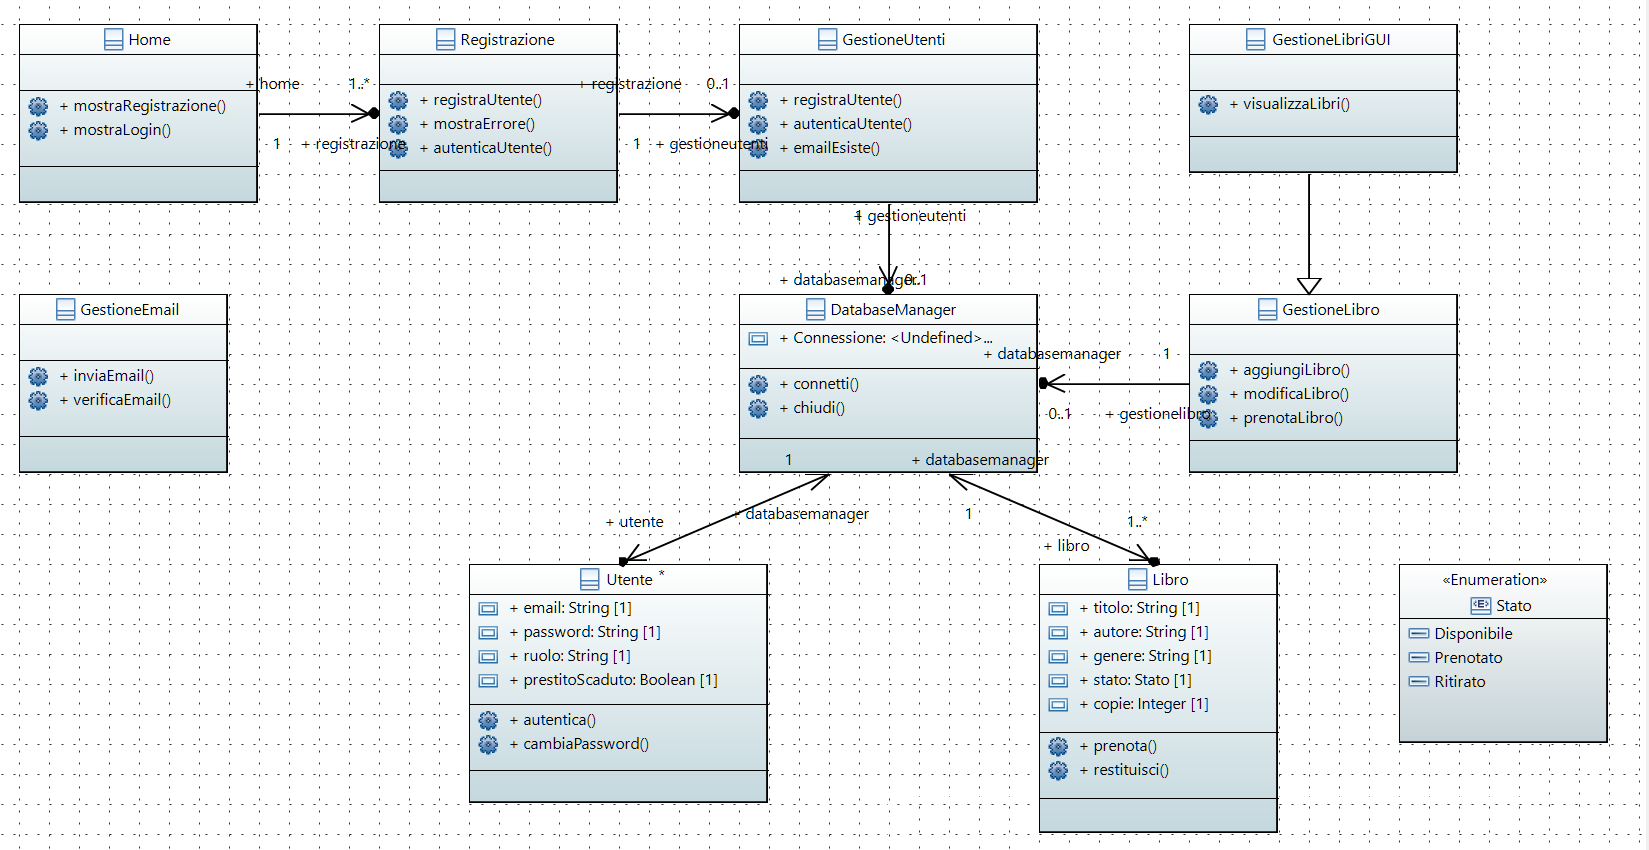 Home
+ mostraRegistrazione()
+ mostraLogin()
+ home
1..*
1
+ registrazione
Registrazione
+ registraUtente()
+ mostraErrore()
+ autenticaUtente()
+ registrazione
0..1
1
+ gestioneutenti
GestioneUtenti
+ registraUtente()
+ autenticaUtente()
+ emailEsiste()
GestioneLibriGUI
+ visualizzaLibri()
1
+ gestioneutenti
+ databasemanager
0..1
GestioneEmail
+ inviaEmail()
+ verificaEmail()
DatabaseManager
+ Connessione: <Undefined>...
+ connetti()
+ chiudi()
+ databasemanager
1
0..1
+ gestionelibro
GestioneLibro
+ aggiungiLibro()
+ modificaLibro()
+ prenotaLibro()
1
+ databasemanager
+ utente
+ databasemanager
1
1..*
+ libro
Utente
*
+ email: String [1]
+ password: String [1]
+ ruolo: String [1]
+ prestitoScaduto: Boolean [1]
+ autentica()
+ cambiaPassword()
Libro
+ titolo: String [1]
+ autore: String [1]
+ genere: String [1]
+ stato: Stato [1]
+ copie: Integer [1]
+ prenota()
+ restituisci()
«Enumeration»
<E> Stato
Disponibile
Prenotato
Ritirato